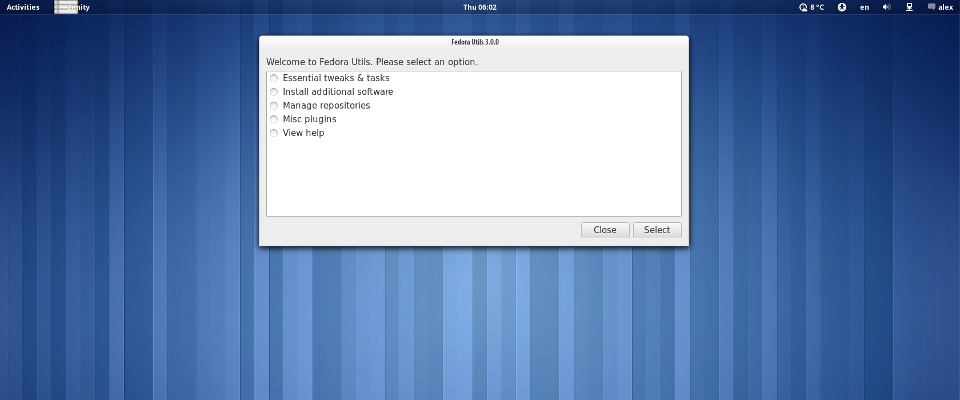 Activities
Thu 06:02
8 °C
en
alex
Fedora Utils 3.0.0
Welcome to Fedora Utils. Please select an option.
Essential tweaks & tasks
Install additional software
Manage repositories
Misc plugins
View help
Close
Select